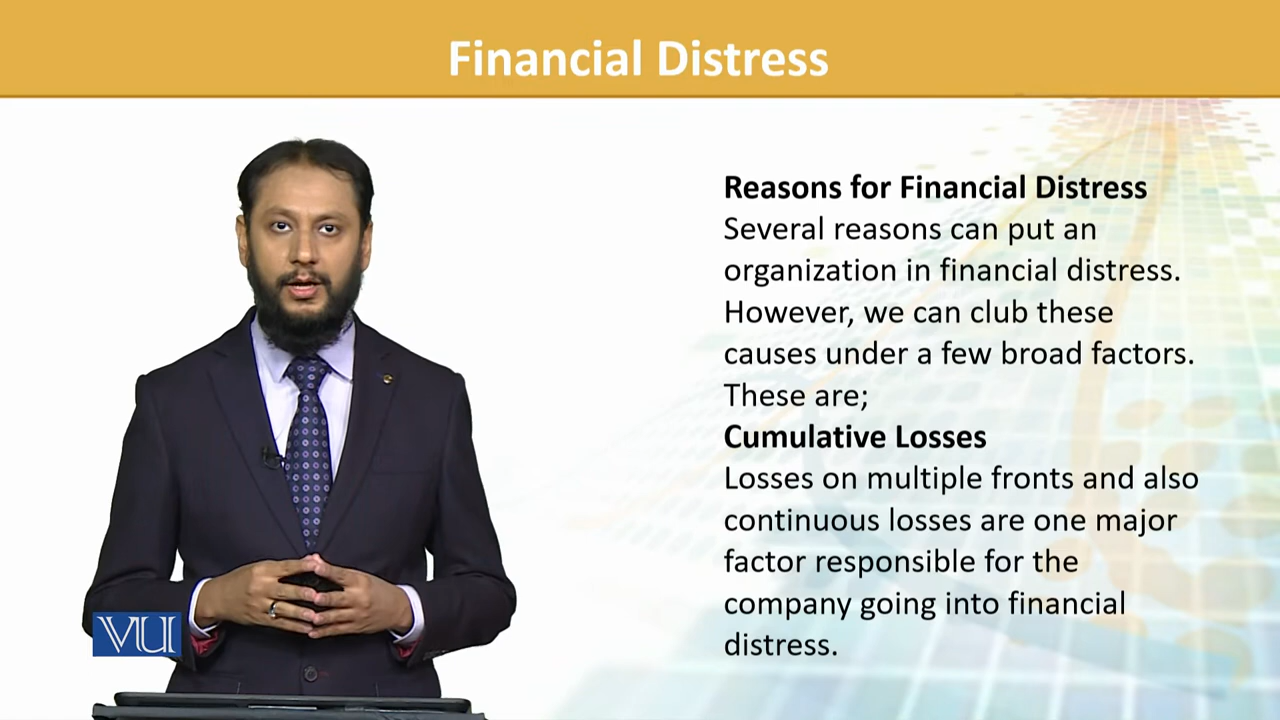 Financial Distress
Reasons for Financial Distress
Several reasons can put an
organization in financial distress.
However, we can club these
causes under a few broad factors.
These are;
Cumulative Losses
Losses on multiple fronts and also
continuous losses are one major
factor responsible for the
company going into financial
distress.
VU